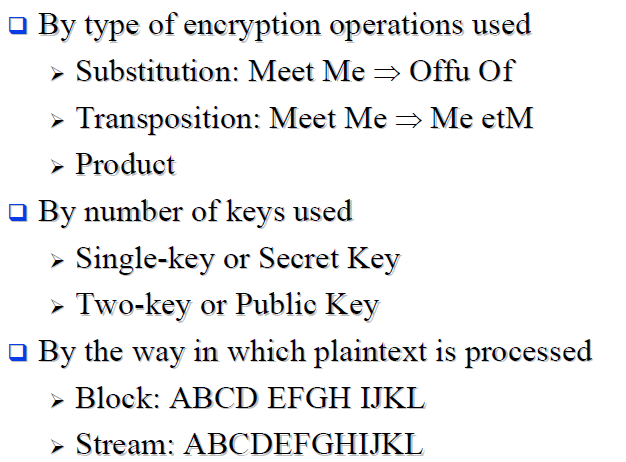 By type of encryption operations used
Substitution: Meet Me ⇒ Offu Of
Transposition: Meet Me ⇒ Me etM
Product
By number of keys used
Single-key or Secret Key
Two-key or Public Key
By the way in which plaintext is processed
Block: ABCD EFGH IJKL
Stream: ABCDEFGHIJKL